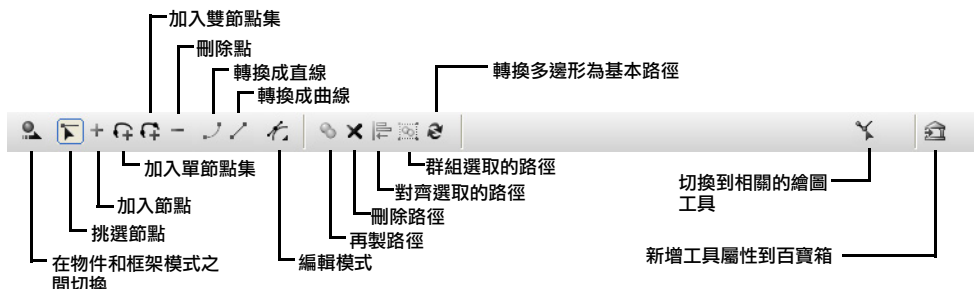 加入雙節點集
刪除點
轉換成直線
轉換成曲線
轉換多邊形為基本路徑
加入單節點集
加入節點
挑選節點
在物件和框架模式之
間切換
編輯模式
再製路徑
刪除路徑
對齊選取的路徑
群組選取的路徑
切換到相關的繪圖
工具
新增工具屬性到百寶箱